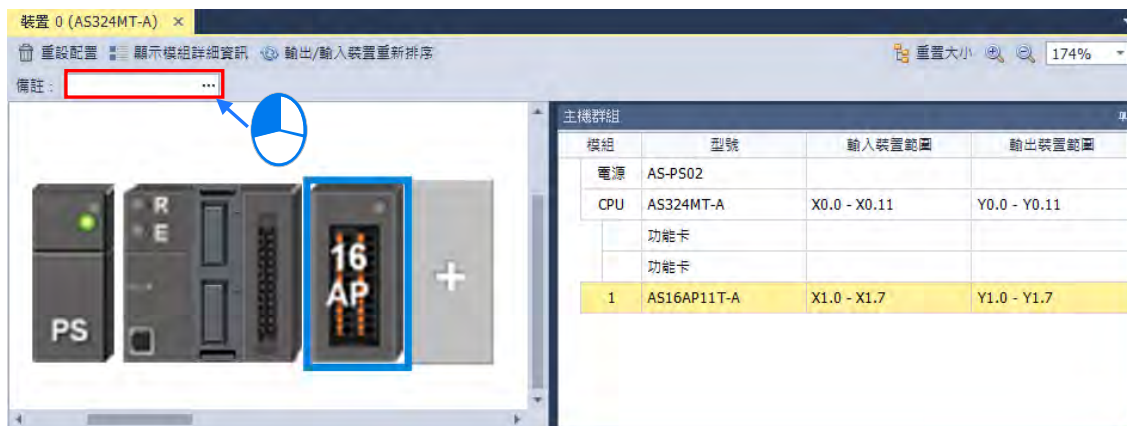 裝置 0 (AS324MT-A) ×
重設配置 顯示模組詳細資訊 輸出/輸入裝置重新排序 重置大小 174%
備註： ...
主機群組
模組 型號 輸入裝置範圍 輸出裝置範圍
電源 AS-PS02
CPU AS324MT-A X0.0 - X0.11 Y0.0 - Y0.11
功能卡
功能卡
1 AS16AP11T-A X1.0 - X1.7 Y1.0 - Y1.7
R
E
16
AP
+
PS